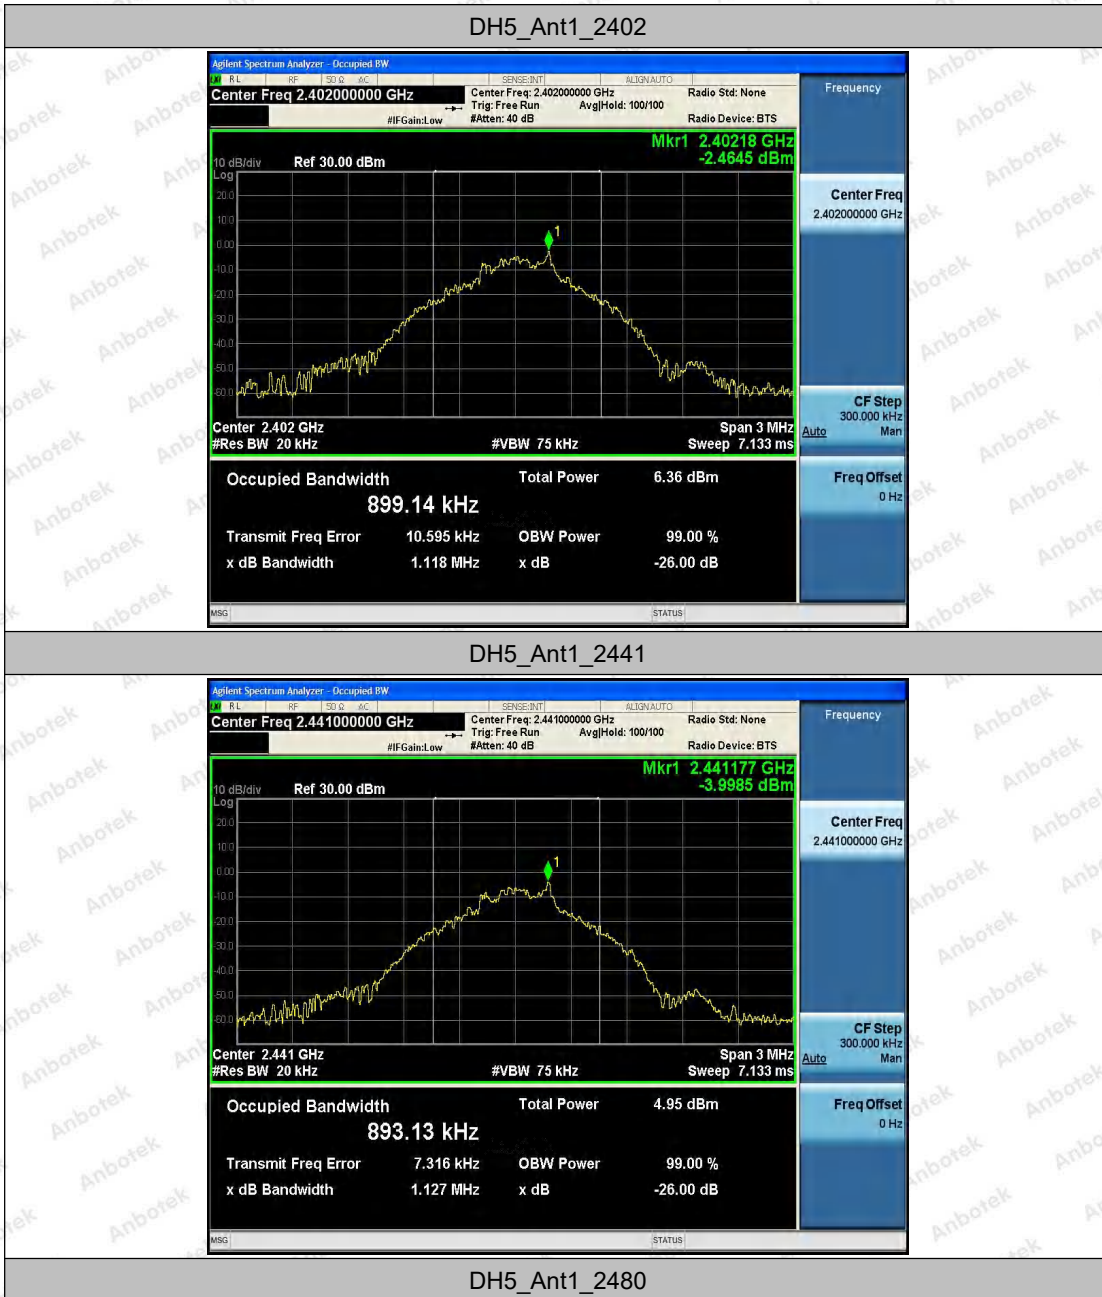 DH5_Ant1_2402
Agilent Spectrum Analyzer - Occupied BW
LXI RL RF 50 Ω AC SENSE:INT ALIGN AUTO
Center Freq 2.402000000 GHz
Center Freq: 2.402000000 GHz
Radio Std: None
Trig: Free Run
Avg|Hold: 100/100
#IFGain:Low
#Atten: 40 dB
Radio Device: BTS
Frequency
Mkr1 2.40218 GHz
-2.4645 dBm
10 dB/div
Ref 30.00 dBm
Log
20.0
10.0
0.00
-10.0
-20.0
-30.0
-40.0
-50.0
-60.0
1
Center Freq
2.402000000 GHz
CF Step
300.000 kHz
Auto Man
Center 2.402 GHz
Span 3 MHz
#Res BW 20 kHz
#VBW 75 kHz
Sweep 7.133 ms
Occupied Bandwidth
Total Power 6.36 dBm
899.14 kHz
Freq Offset
0 Hz
Transmit Freq Error 10.595 kHz OBW Power 99.00 %
x dB Bandwidth 1.118 MHz x dB -26.00 dB
MSG STATUS
DH5_Ant1_2441
Agilent Spectrum Analyzer - Occupied BW
LXI RL RF 50 Ω AC SENSE:INT ALIGN AUTO
Center Freq 2.441000000 GHz
Center Freq: 2.441000000 GHz
Radio Std: None
Trig: Free Run
Avg|Hold: 100/100
#IFGain:Low
#Atten: 40 dB
Radio Device: BTS
Frequency
Mkr1 2.441177 GHz
-3.9985 dBm
10 dB/div
Ref 30.00 dBm
Log
20.0
10.0
0.00
-10.0
-20.0
-30.0
-40.0
-50.0
-60.0
1
Center Freq
2.441000000 GHz
CF Step
300.000 kHz
Auto Man
Center 2.441 GHz
Span 3 MHz
#Res BW 20 kHz
#VBW 75 kHz
Sweep 7.133 ms
Occupied Bandwidth
Total Power 4.95 dBm
893.13 kHz
Freq Offset
0 Hz
Transmit Freq Error 7.316 kHz OBW Power 99.00 %
x dB Bandwidth 1.127 MHz x dB -26.00 dB
MSG STATUS
DH5_Ant1_2480
Anbotek